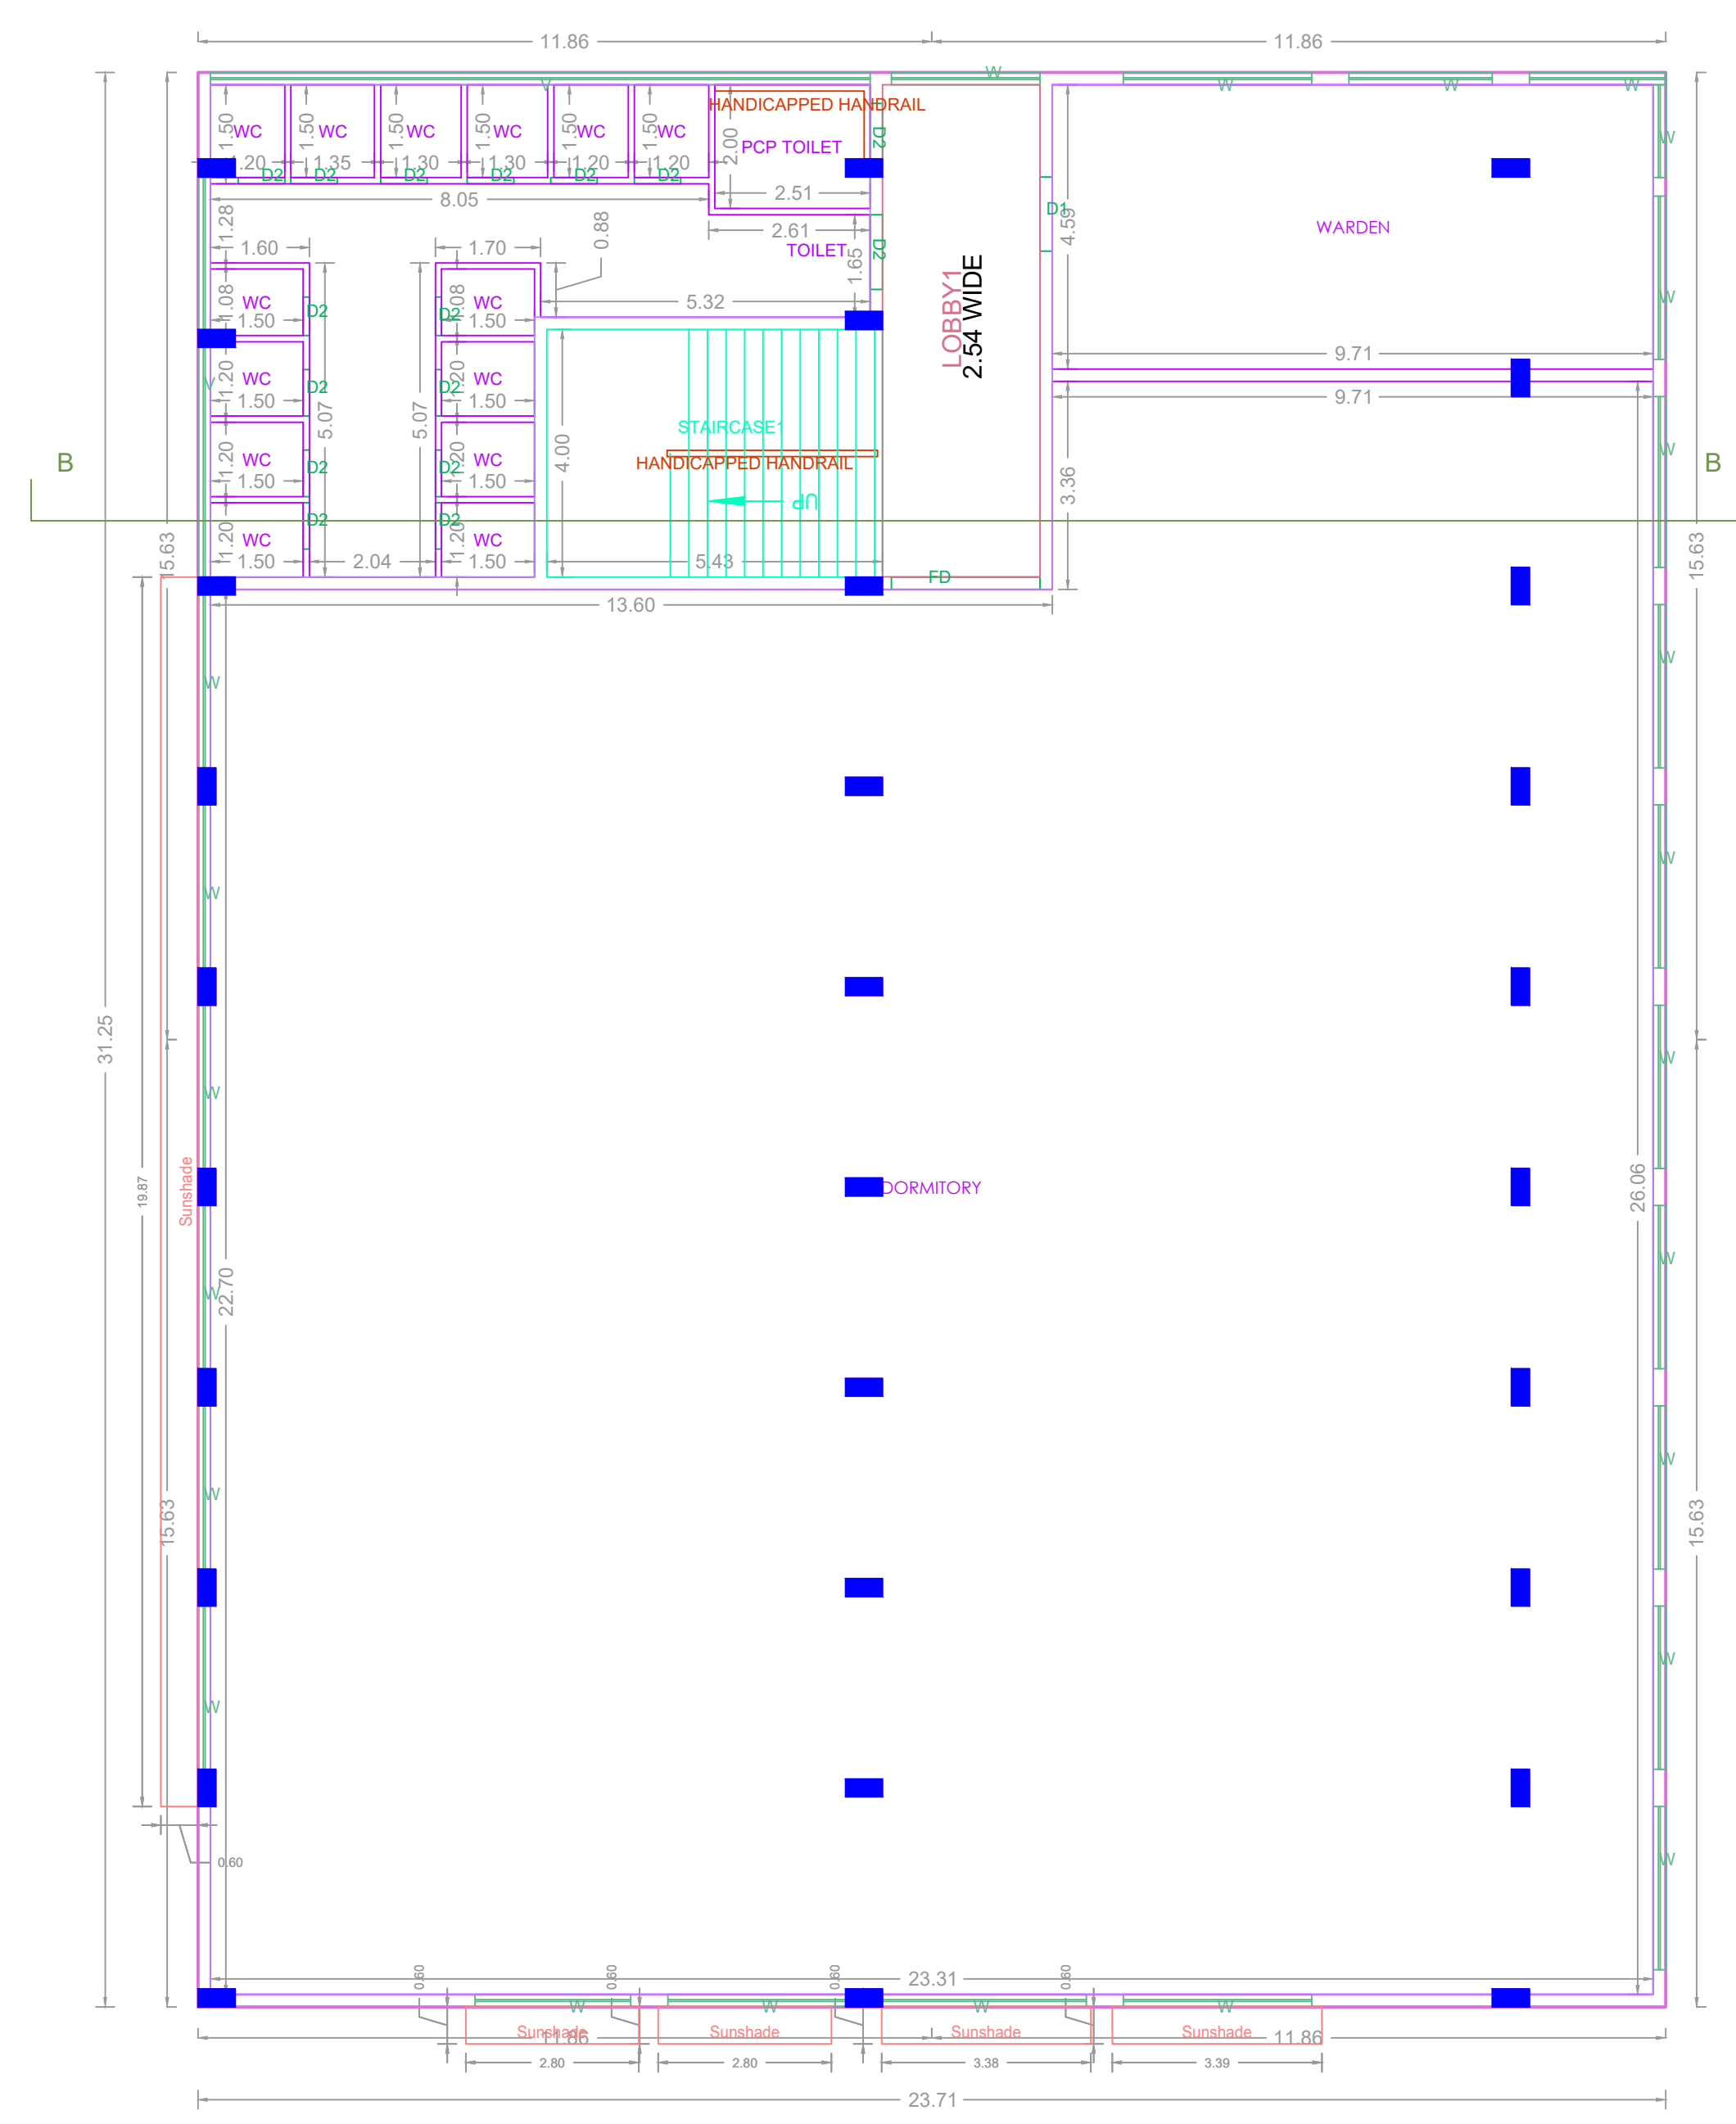 11.86 11.86
W
V W W W
HANDICAPPED HANDRAIL
WC WC WC WC WC WC
1.50 1.50 1.50 1.50 1.50 1.50 2.00
D2
W
PCP TOILET
1.20 1.35 1.30 1.30 1.20 1.20
D2 D2 D2 D2 D2 D2
2.51
8.05
D1
4.59
WARDEN
1.28
0.88
2.61
1.60 1.70
TOILET
D2
1.65
LOBBY1
2.54 WIDE
W
WC WC
1.08 1.08
5.32
D2 D2
1.50 1.50
9.71
WC WC
1.20 1.20
V
D2 D2
1.50 1.50
9.71
5.07 5.07
STAIRCASE1
4.00
W
B B
WC WC
1.20 1.20
HANDICAPPED HANDRAIL
D2 D2
1.50 1.50
3.36
UP
D2 D2
WC WC
1.20 1.20
15.63 15.63
1.50 2.04 1.50 5.43
FD
13.60
W W
W W
31.25
W W
Sunshade
19.87
DORMITORY
26.06
22.70
W W
W W
15.63 15.63
W
W
W
0.60
23.31
0.60 0.60 0.60 0.60
W W W W
Sunshade Sunshade Sunshade Sunshade
11.86 11.86
2.80 2.80 3.38 3.39
23.71